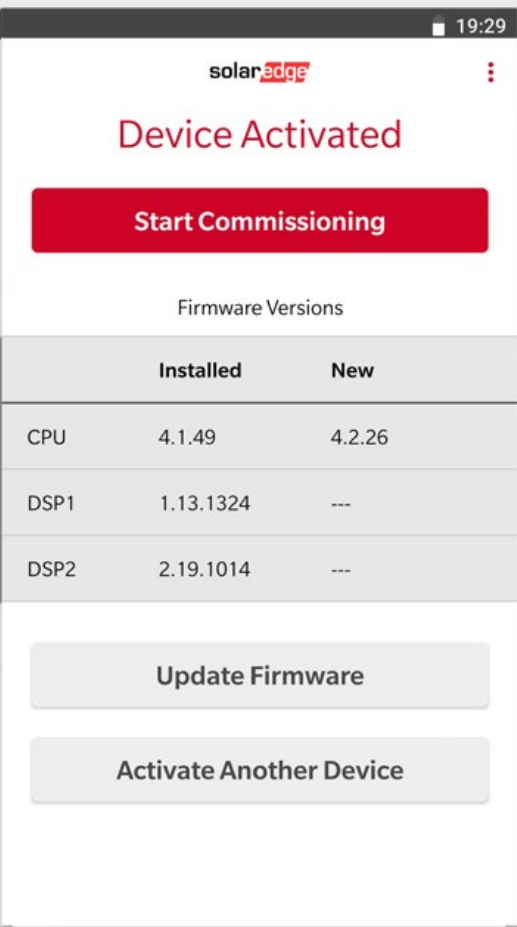 19:29
solaredge
Device Activated
Start Commissioning
Firmware Versions
Installed New
CPU 4.1.49 4.2.26
DSP1 1.13.1324 ---
DSP2 2.19.1014 ---
Update Firmware
Activate Another Device